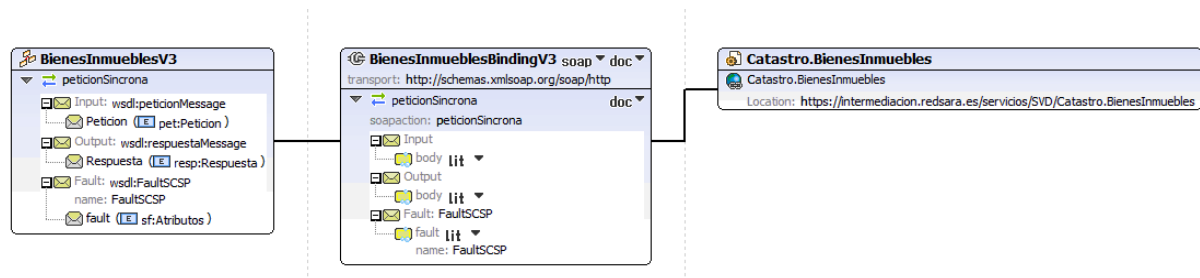 BienesInmueblesV3
peticionSincrona
Input: wsdl:peticionMessage
Peticion (E pet:Peticion )
Output: wsdl:respuestaMessage
Respuesta (E resp:Respuesta )
Fault: wsdl:FaultSCSP
name: FaultSCSP
fault (E sf:Atributos )
BienesInmueblesBindingV3 soap doc
transport: http://schemas.xmlsoap.org/soap/http
peticionSincrona doc
soapaction: peticionSincrona
Input
body lit
Output
body lit
Fault: FaultSCSP
fault lit
name: FaultSCSP
Catastro.BienesInmuebles
Catastro.BienesInmuebles
Location: https://intermediacion.redsara.es/servicios/SVD/Catastro.BienesInmuebles